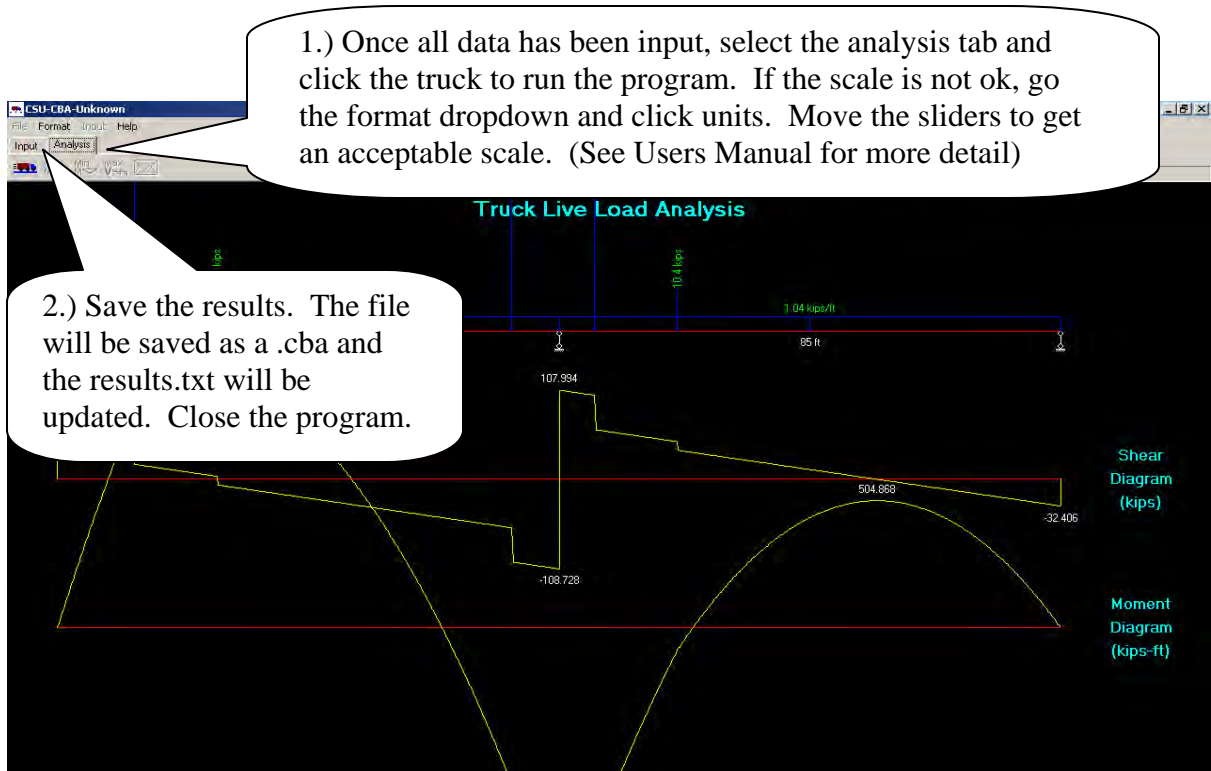 1.) Once all data has been input, select the analysis tab and
click the truck to run the program. If the scale is not ok, go
the format dropdown and click units. Move the sliders to get
an acceptable scale. (See Users Manual for more detail)
CSU-CBA-Unknown
File Format Input Help
Input Analysis
Truck Live Load Analysis
kips
10.4 kips
1.04 kips/ft
85 ft
2.) Save the results. The file
will be saved as a .cba and
the results.txt will be
updated. Close the program.
107.994
Shear
Diagram
(kips)
504.868
-32.406
-108.728
Moment
Diagram
(kips-ft)